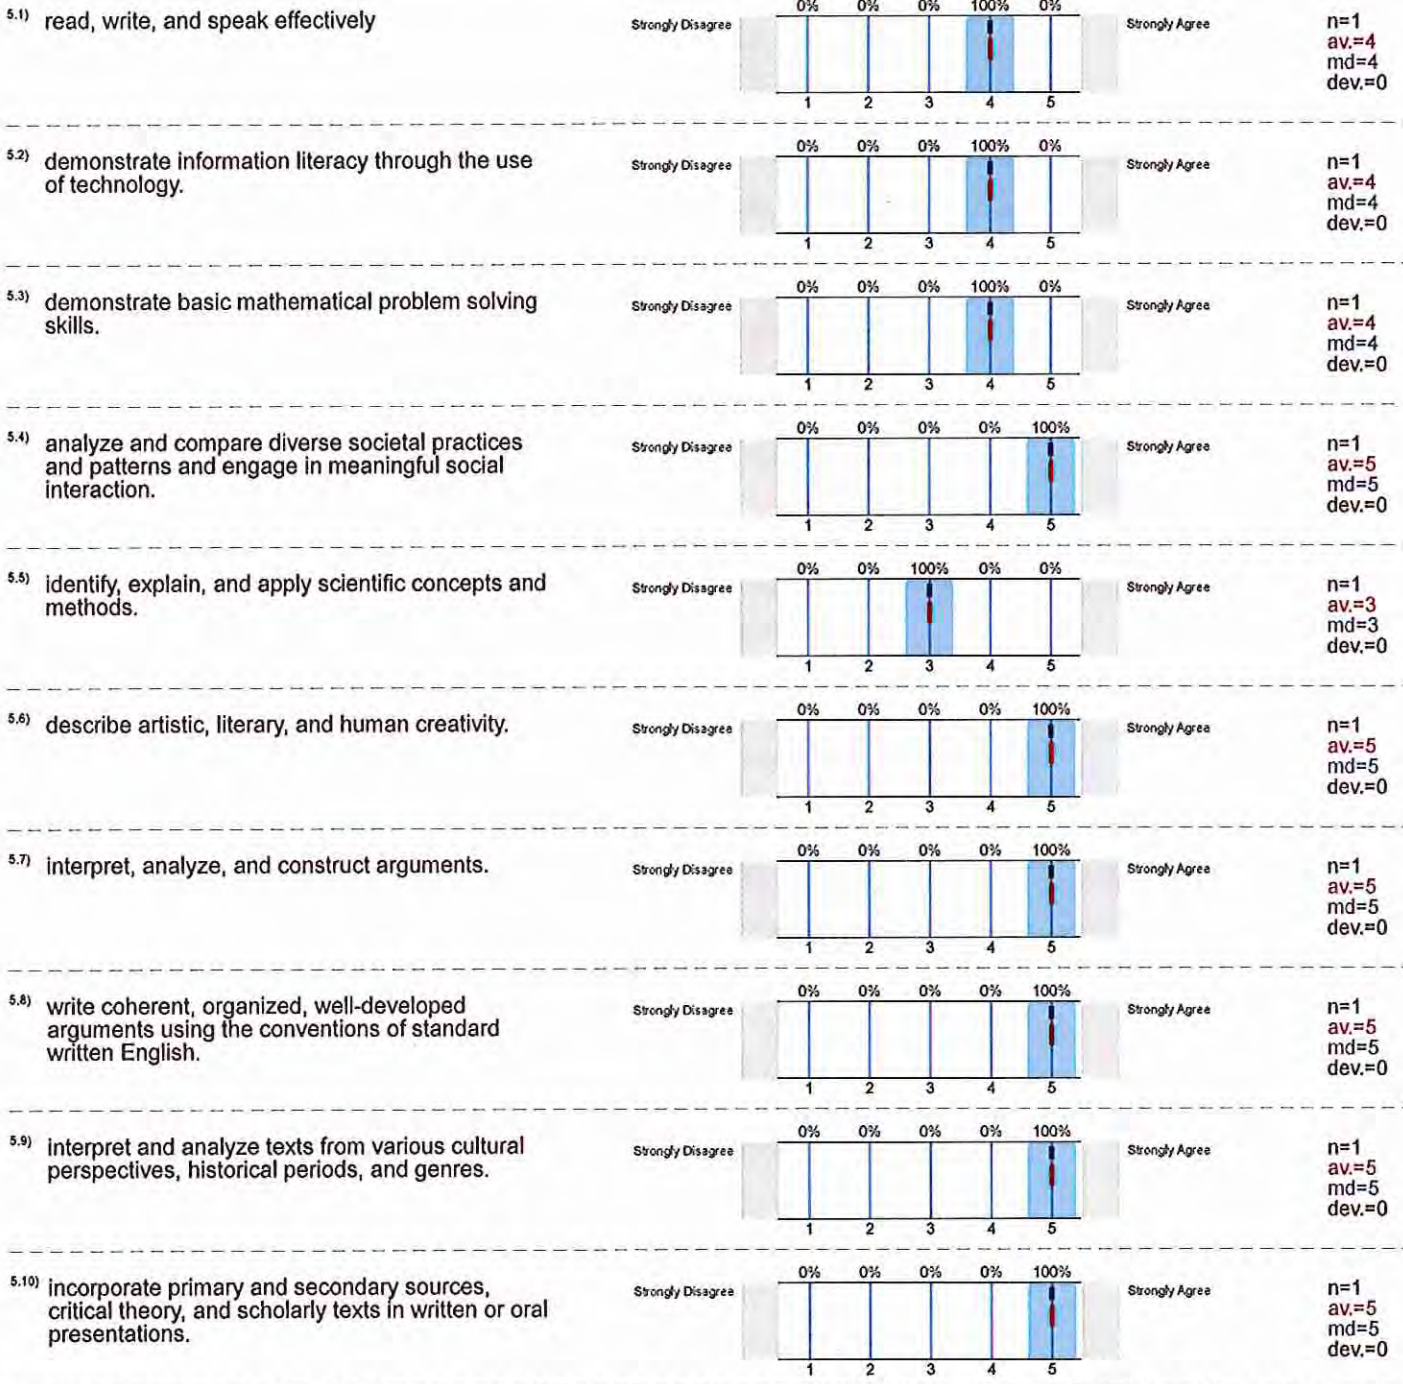 5.1) read, write, and speak effectively
Strongly Disagree
0% 0% 0% 100% 0%
1 2 3 4 5
Strongly Agree
n=1
av.=4
md=4
dev.=0
5.2) demonstrate information literacy through the use
of technology.
Strongly Disagree
0% 0% 0% 100% 0%
1 2 3 4 5
Strongly Agree
n=1
av.=4
md=4
dev.=0
5.3) demonstrate basic mathematical problem solving
skills.
Strongly Disagree
0% 0% 0% 100% 0%
1 2 3 4 5
Strongly Agree
n=1
av.=4
md=4
dev.=0
5.4) analyze and compare diverse societal practices
and patterns and engage in meaningful social
interaction.
Strongly Disagree
0% 0% 0% 0% 100%
1 2 3 4 5
Strongly Agree
n=1
av.=5
md=5
dev.=0
5.5) identify, explain, and apply scientific concepts and
methods.
Strongly Disagree
0% 0% 100% 0% 0%
1 2 3 4 5
Strongly Agree
n=1
av.=3
md=3
dev.=0
5.6) describe artistic, literary, and human creativity.
Strongly Disagree
0% 0% 0% 0% 100%
1 2 3 4 5
Strongly Agree
n=1
av.=5
md=5
dev.=0
5.7) interpret, analyze, and construct arguments.
Strongly Disagree
0% 0% 0% 0% 100%
1 2 3 4 5
Strongly Agree
n=1
av.=5
md=5
dev.=0
5.8) write coherent, organized, well-developed
arguments using the conventions of standard
written English.
Strongly Disagree
0% 0% 0% 0% 100%
1 2 3 4 5
Strongly Agree
n=1
av.=5
md=5
dev.=0
5.9) interpret and analyze texts from various cultural
perspectives, historical periods, and genres.
Strongly Disagree
0% 0% 0% 0% 100%
1 2 3 4 5
Strongly Agree
n=1
av.=5
md=5
dev.=0
5.10) incorporate primary and secondary sources,
critical theory, and scholarly texts in written or oral
presentations.
Strongly Disagree
0% 0% 0% 0% 100%
1 2 3 4 5
Strongly Agree
n=1
av.=5
md=5
dev.=0